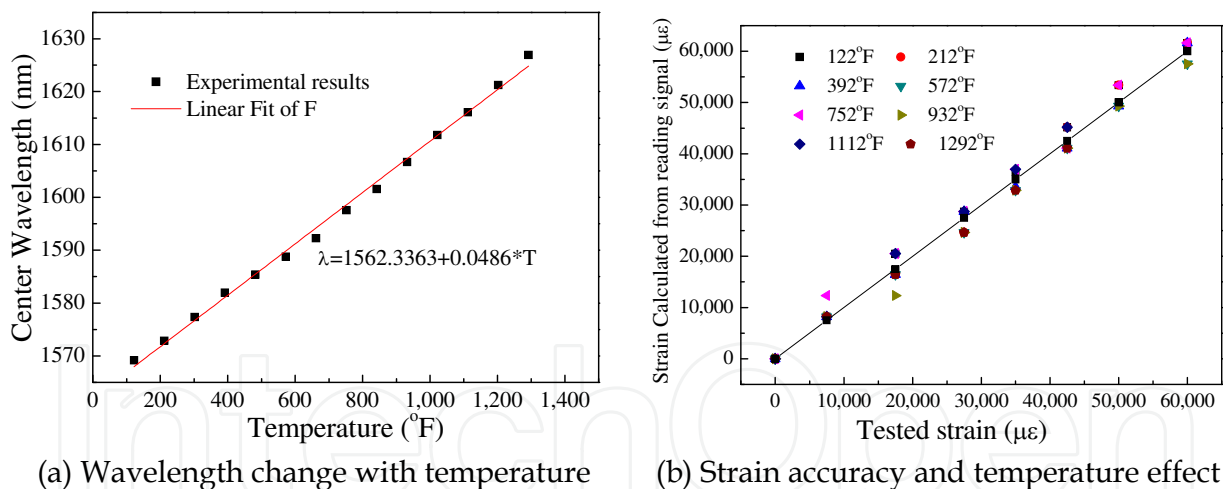 1630
1620
1610
1600
1590
1580
1570
Center Wavelength (nm)
Experimental results
Linear Fit of F
λ=1562.3363+0.0486*T
0 200 400 600 800 1,000 1,200 1,400
Temperature (°F)
(a) Wavelength change with temperature
60,000
50,000
40,000
30,000
20,000
10,000
0
Strain Calculated from reading signal (με)
122°F 212°F
392°F 572°F
752°F 932°F
1112°F 1292°F
0 10,000 20,000 30,000 40,000 50,000 60,000
Tested strain (με)
(b) Strain accuracy and temperature effect
IntechOpen